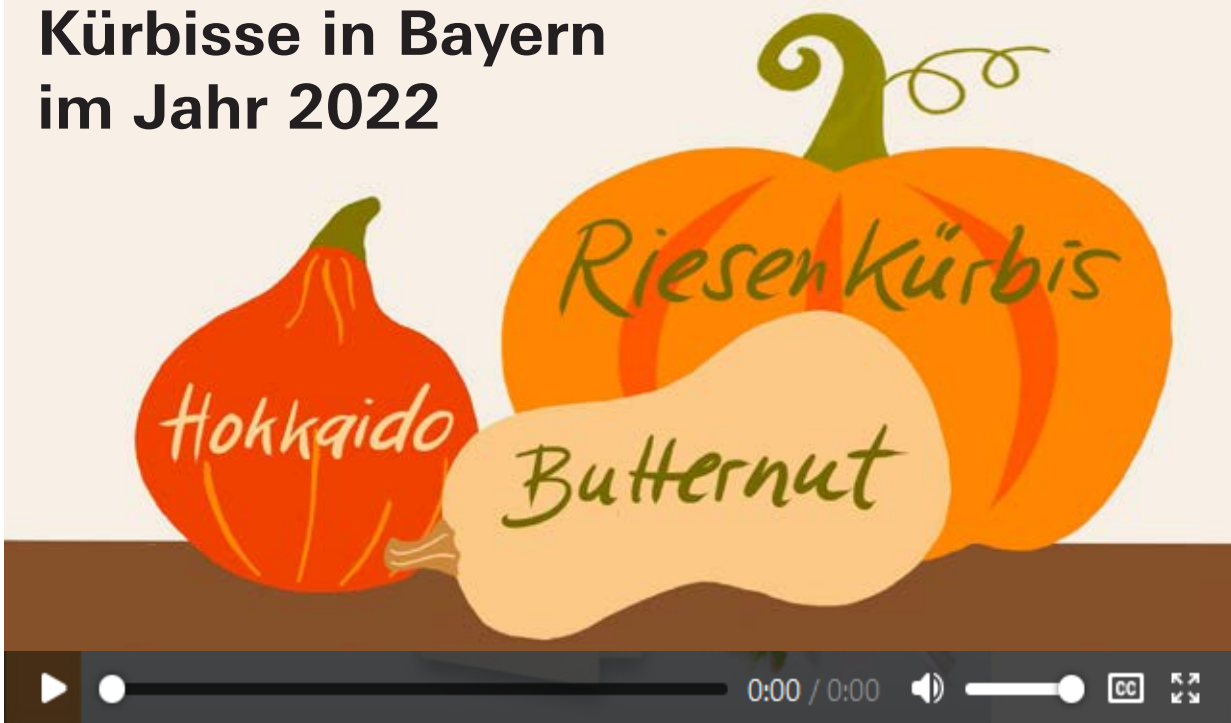 Kürbisse in Bayern
im Jahr 2022
Riesenkürbis
Hokkaido
Butternut
0:00 / 0:00
CC